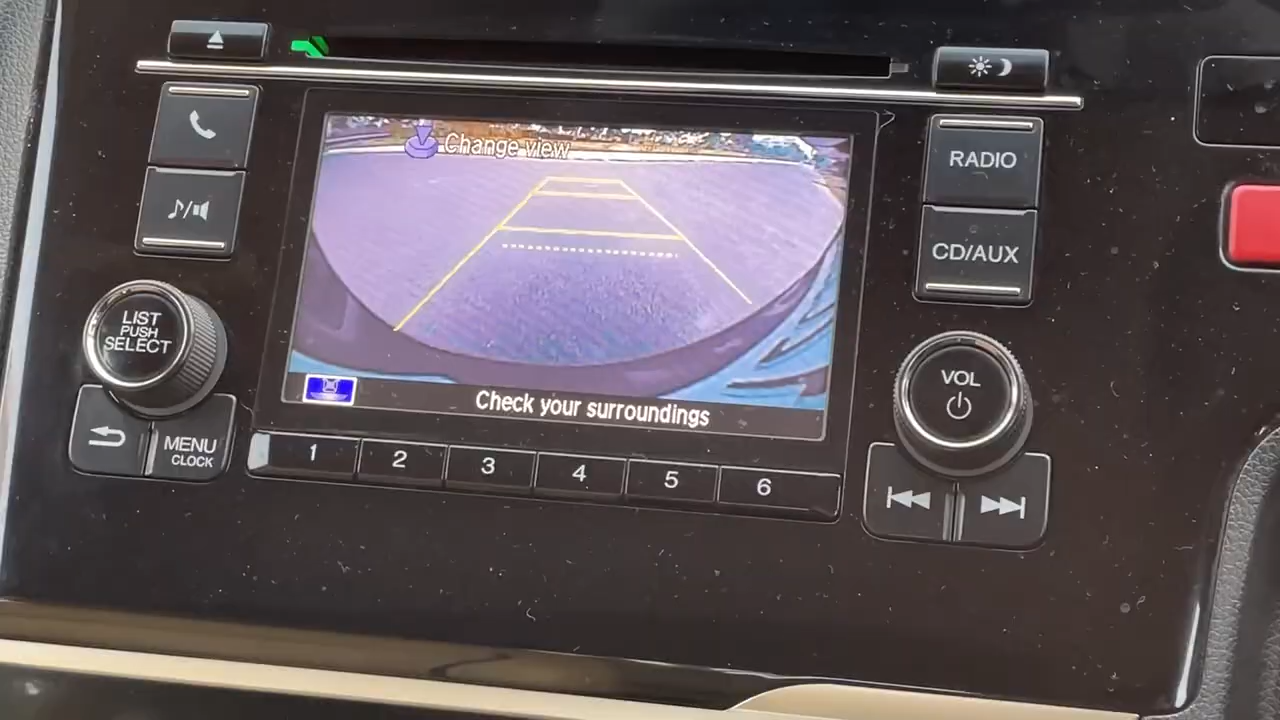 RADIO
Change view
CD/AUX
LIST
PUSH
SELECT
VOL
Check your surroundings
MENU
CLOCK
1 2 3 4 5 6